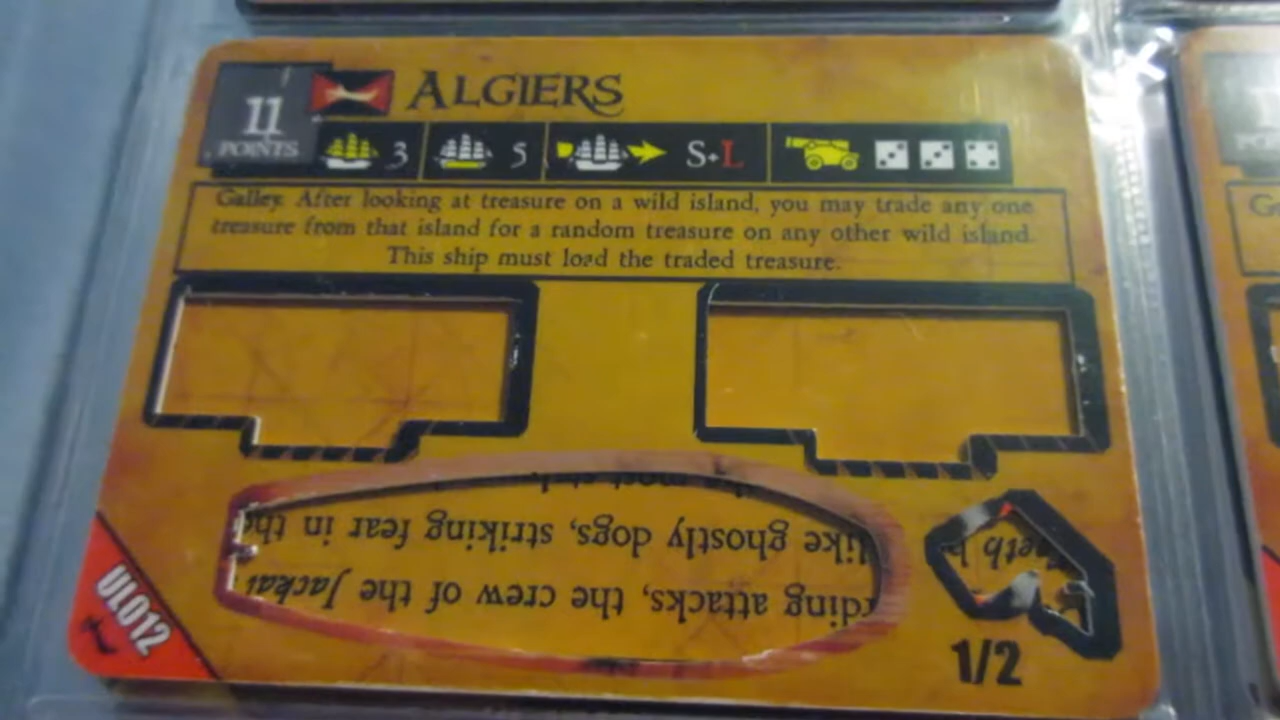 11
POINTS
ALGIERS
3 5 S+L
Galley. After looking at treasure on a wild island, you may trade any one
treasure from that island for a random treasure on any other wild island.
This ship must load the traded treasure.
rding attacks, the crew of the Jackal
like ghostly dogs, striking fear in the
most
UL012
1/2